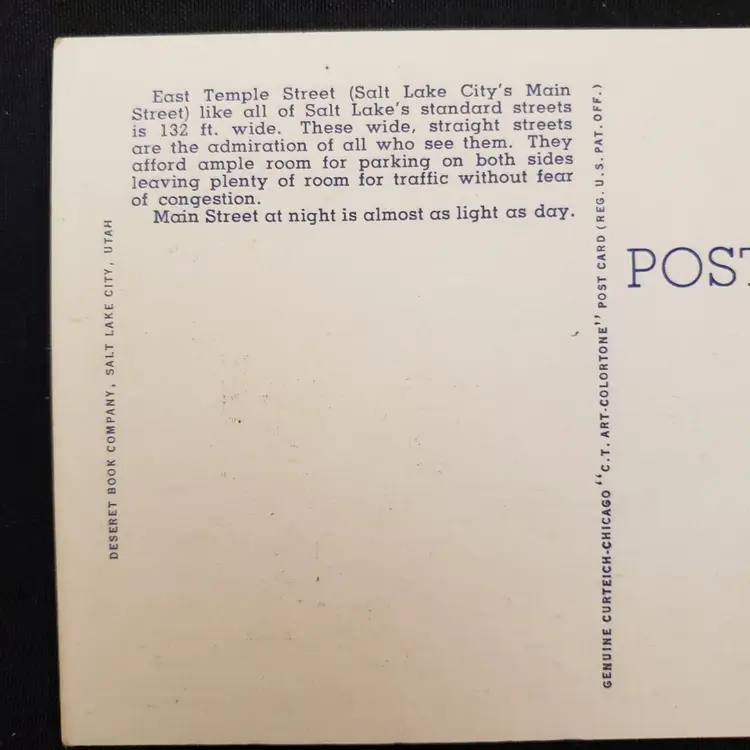 East Temple Street (Salt Lake City's Main
Street) like all of Salt Lake's standard streets
is 132 ft. wide. These wide, straight streets
are the admiration of all who see them. They
afford ample room for parking on both sides
leaving plenty of room for traffic without fear
of congestion.
Main Street at night is almost as light as day.
DESERET BOOK COMPANY, SALT LAKE CITY, UTAH
GENUINE CURTEICH-CHICAGO "C.T. ART-COLORTONE" POST CARD (REG. U.S. PAT. OFF.)
POST